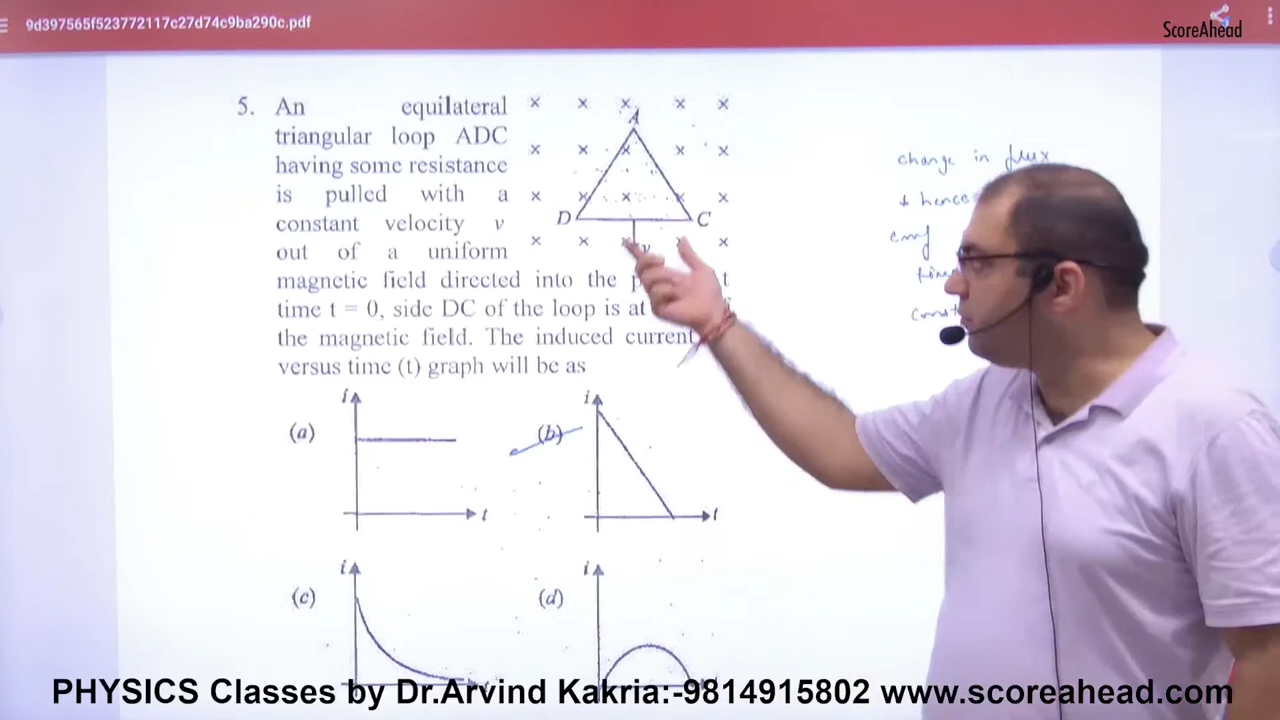 9d397565f523772117c27d74c9ba290c.pdf
ScoreAhead
5. An equilateral
triangular loop ADC
having some resistance
is pulled with a
constant velocity v
out of a uniform
magnetic field directed into the
time t = 0, side DC of the loop is at
the magnetic field. The induced current
versus time (t) graph will be as
A
D
C
v
change in flux
& hence
emf
(a)
i
t
(b)
i
t
(c)
i
(d)
i
PHYSICS Classes by Dr.Arvind Kakria:-9814915802 www.scoreahead.com